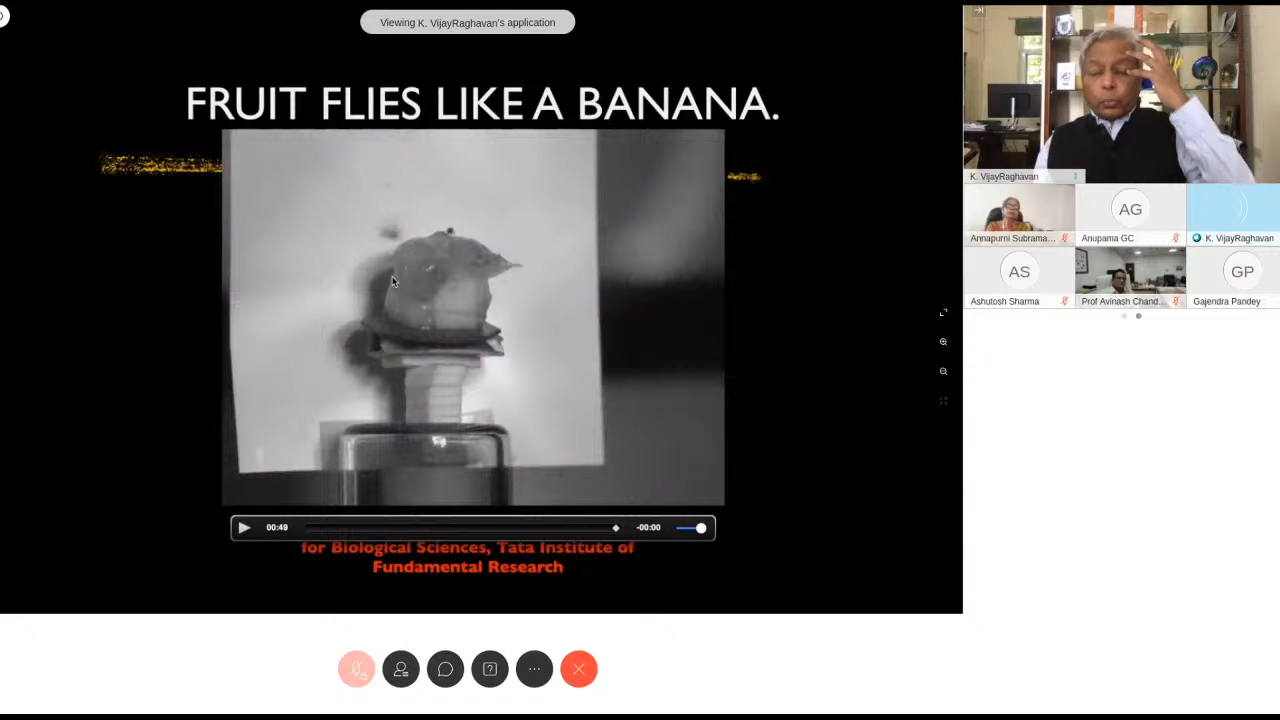 Viewing K. VijayRaghavan's application
FRUIT FLIES LIKE A BANANA.
00:49
-00:00
for Biological Sciences, Tata Institute of
Fundamental Research
K. VijayRaghavan
Annapurni Subrama...
AG
Anupama GC
K. VijayRaghavan
AS
Ashutosh Sharma
Prof Avinash Chand...
GP
Gajendra Pandey